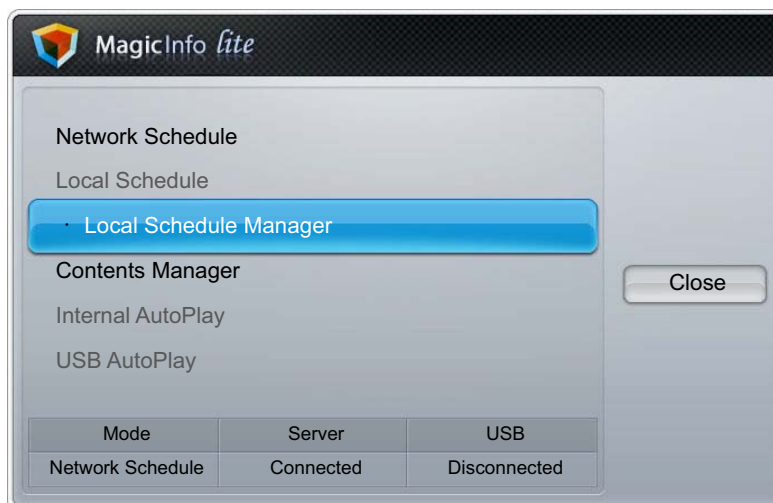 MagicInfo lite
Network Schedule
Local Schedule
· Local Schedule Manager
Contents Manager
Close
Internal AutoPlay
USB AutoPlay
Mode Server USB
Network Schedule Connected Disconnected